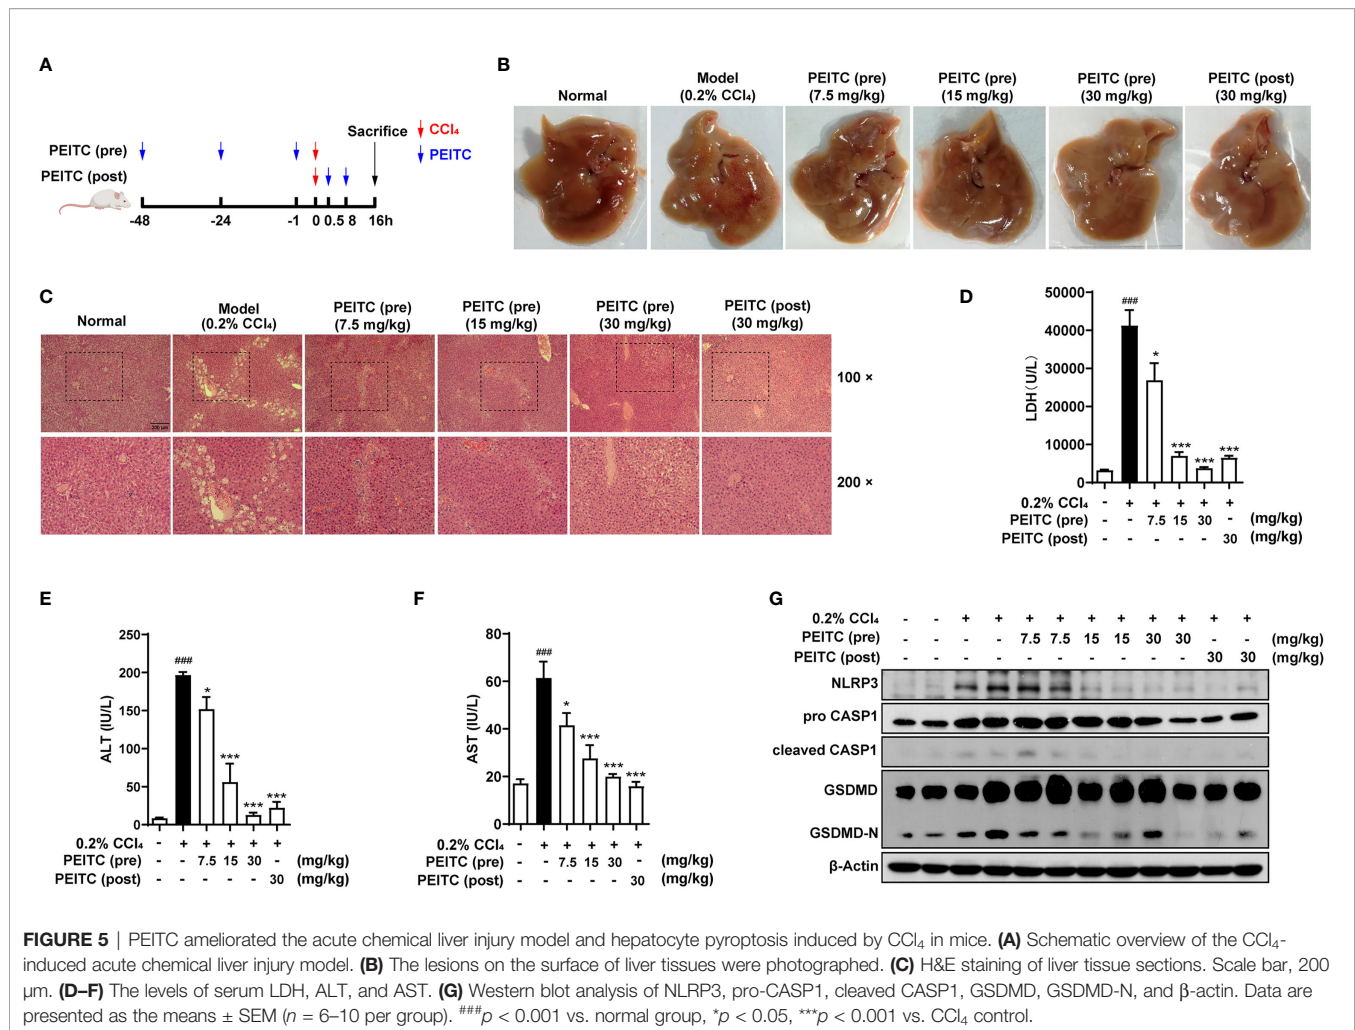 A
Sacrifice
CCl₄
PEITC
PEITC (pre)
PEITC (post)
-48 -24 -1 0 0.5 8 16h
B
Normal
Model
(0.2% CCl₄)
PEITC (pre)
(7.5 mg/kg)
PEITC (pre)
(15 mg/kg)
PEITC (pre)
(30 mg/kg)
PEITC (post)
(30 mg/kg)
C
Normal
Model
(0.2% CCl₄)
PEITC (pre)
(7.5 mg/kg)
PEITC (pre)
(15 mg/kg)
PEITC (pre)
(30 mg/kg)
PEITC (post)
(30 mg/kg)
100 ×
200 μm
200 ×
D
LDH (U/L)
50000
40000
30000
20000
10000
0
###
*
***
***
***
0.2% CCl₄ - + + + + +
PEITC (pre) - - 7.5 15 30 - (mg/kg)
PEITC (post) - - - - - 30 (mg/kg)
E
ALT (IU/L)
250
200
150
100
50
0
###
*
***
***
***
0.2% CCl₄ - + + + + +
PEITC (pre) - - 7.5 15 30 - (mg/kg)
PEITC (post) - - - - - 30 (mg/kg)
F
AST (IU/L)
80
60
40
20
0
###
*
***
***
***
0.2% CCl₄ - + + + + +
PEITC (pre) - - 7.5 15 30 - (mg/kg)
PEITC (post) - - - - - 30 (mg/kg)
G
0.2% CCl₄ - - + + + + + + + + + +
PEITC (pre) - - - - 7.5 7.5 15 15 30 30 - - (mg/kg)
PEITC (post) - - - - - - - - - - 30 30 (mg/kg)
NLRP3
pro CASP1
cleaved CASP1
GSDMD
GSDMD-N
β-Actin
FIGURE 5 | PEITC ameliorated the acute chemical liver injury model and hepatocyte pyroptosis induced by CCl₄ in mice. (A) Schematic overview of the CCl₄-
induced acute chemical liver injury model. (B) The lesions on the surface of liver tissues were photographed. (C) H&E staining of liver tissue sections. Scale bar, 200
μm. (D–F) The levels of serum LDH, ALT, and AST. (G) Western blot analysis of NLRP3, pro-CASP1, cleaved CASP1, GSDMD, GSDMD-N, and β-actin. Data are
presented as the means ± SEM (n = 6–10 per group). ###p < 0.001 vs. normal group, *p < 0.05, ***p < 0.001 vs. CCl₄ control.